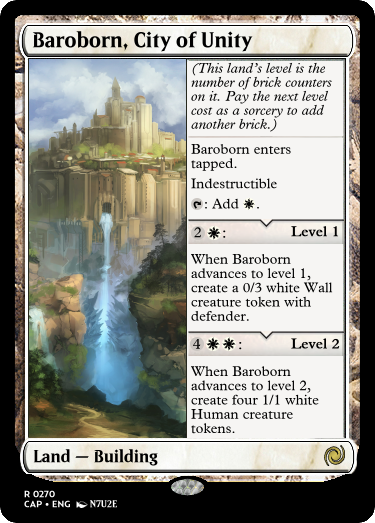 Baroborn, City of Unity
(This land's level is the
number of brick counters
on it. Pay the next level
cost as a sorcery to add
another brick.)
Baroborn enters
tapped.
Indestructible
: Add .
2 : Level 1
When Baroborn
advances to level 1,
create a 0/3 white Wall
creature token with
defender.
4 : Level 2
When Baroborn
advances to level 2,
create four 1/1 white
Human creature
tokens.
Land — Building
R 0270
CAP • ENG N7U2E